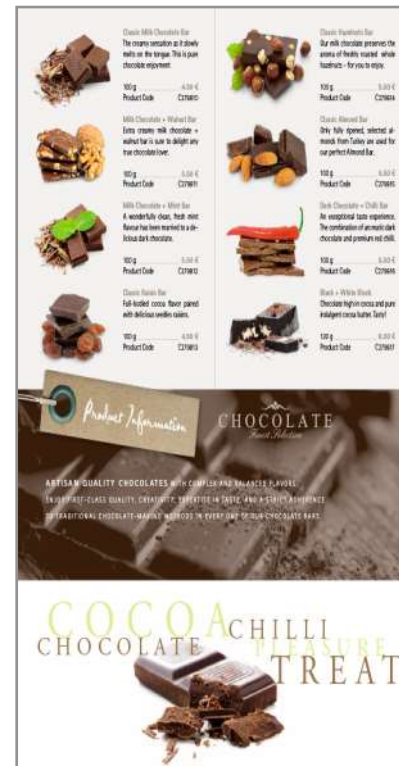 Classic Milk Chocolate Bar
The creamy sensation as it slowly
melts on the tongue. This is pure
chocolate enjoyment
100 g
Product Code
Milk Chocolate + Walnut Bar
Extra creamy milk chocolate +
walnut bar is sure to delight any
true chocolate lover.
100 g
Product Code
Milk Chocolate + Mint Bar
A wonderfully clean, fresh mint
flavour has been married to a de-
licious dark chocolate.
100 g
Product Code
Classic Raisin Bar
Full-bodied cocoa flavor paired
with delicious seedless raisins.
100 g
Product Code
Classic Hazelnuts Bar
Our milk chocolate preserves the
aroma of freshly roasted whole
hazelnuts – for you to enjoy.
100 g
Product Code
Classic Almond Bar
Only fully ripened, selected al-
monds from Turkey are used for
our perfect Almond Bar.
100 g
Product Code
Dark Chocolate + Chilli Bar
An exceptional taste experience.
The combination of aromatic dark
chocolate and premium red chilli.
100 g
Product Code
Black + White
Chocolate high in cocoa and pure
indulgent cocoa butter. Tasty!
Product Code
Product Information
CHOCOLATE
Finest Selection
ARTISAN QUALITY CHOCOLATES WITH COMPLEX AND BALANCED FLAVORS.
ENJOY FIRST-CLASS QUALITY, CREATIVITY, EXPERTISE IN TASTE, AND A STRICT ADHERENCE
TO TRADITIONAL CHOCOLATE-MAKING METHODS IN EVERY ONE OF OUR CHOCOLATE BARS.
COCOA
CHILLI
CHOCOLATE
PLEASURE
TREAT